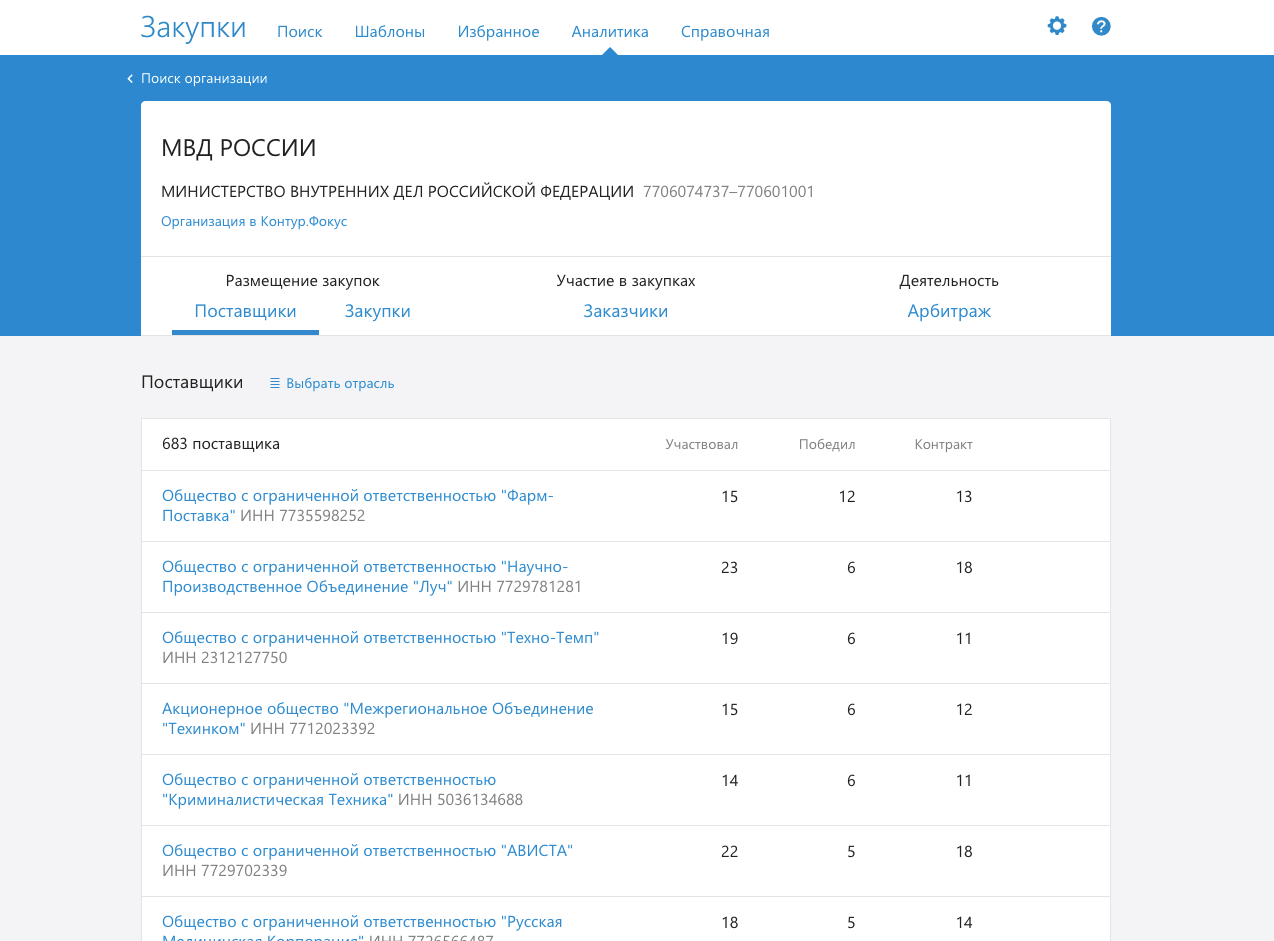 Закупки Поиск Шаблоны Избранное Аналитика Справочная
Поиск организации
МВД РОССИИ
МИНИСТЕРСТВО ВНУТРЕННИХ ДЕЛ РОССИЙСКОЙ ФЕДЕРАЦИИ 7706074737–770601001
Организация в Контур.Фокус
Размещение закупок Участие в закупках Деятельность
Поставщики Закупки Заказчики Арбитраж
Поставщики Выбрать отрасль
683 поставщика Участвовал Победил Контракт
Общество с ограниченной ответственностью "Фарм- 15 12 13
Поставка" ИНН 7735598252
Общество с ограниченной ответственностью "Научно- 23 6 18
Производственное Объединение "Луч" ИНН 7729781281
Общество с ограниченной ответственностью "Техно-Темп" 19 6 11
ИНН 2312127750
Акционерное общество "Межрегиональное Объединение 15 6 12
"Техинком" ИНН 7712023392
Общество с ограниченной ответственностью 14 6 11
"Криминалистическая Техника" ИНН 5036134688
Общество с ограниченной ответственностью "АВИСТА" 22 5 18
ИНН 7729702339
Общество с ограниченной ответственностью "Русская 18 5 14
Медицинская Корпорация" ИНН 7726566487